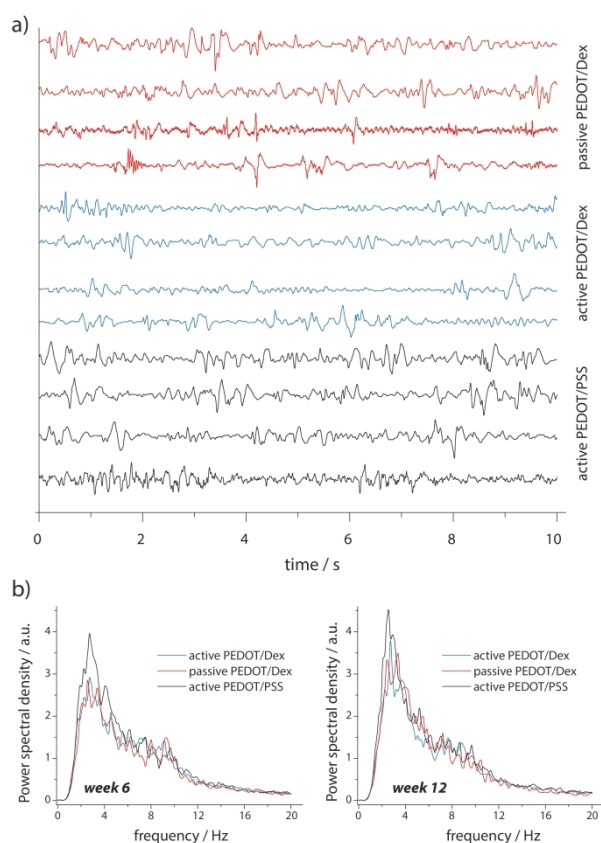 a)
passive PEDOT/Dex
active PEDOT/Dex
active PEDOT/PSS
0 2 4 6 8 10
time / s
b)
Power spectral density / a.u.
4
3
2
1
0
active PEDOT/Dex
passive PEDOT/Dex
active PEDOT/PSS
week 6
0 4 8 12 16 20
frequency / Hz
Power spectral density / a.u.
4
3
2
1
0
active PEDOT/Dex
passive PEDOT/Dex
active PEDOT/PSS
week 12
0 4 8 12 16 20
frequency / Hz